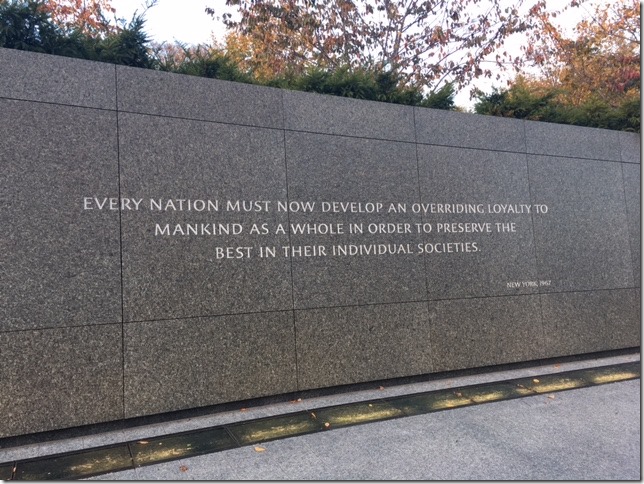 EVERY NATION MUST NOW DEVELOP AN OVERRIDING LOYALTY TO
MANKIND AS A WHOLE IN ORDER TO PRESERVE THE
BEST IN THEIR INDIVIDUAL SOCIETIES.
NEW YORK, 1967